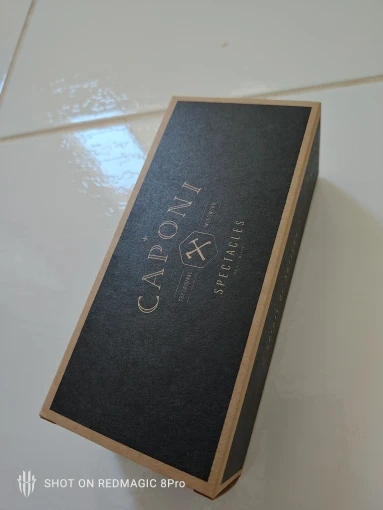 CAPONI
SPECTACLES
SHOT ON REDMAGIC 8Pro